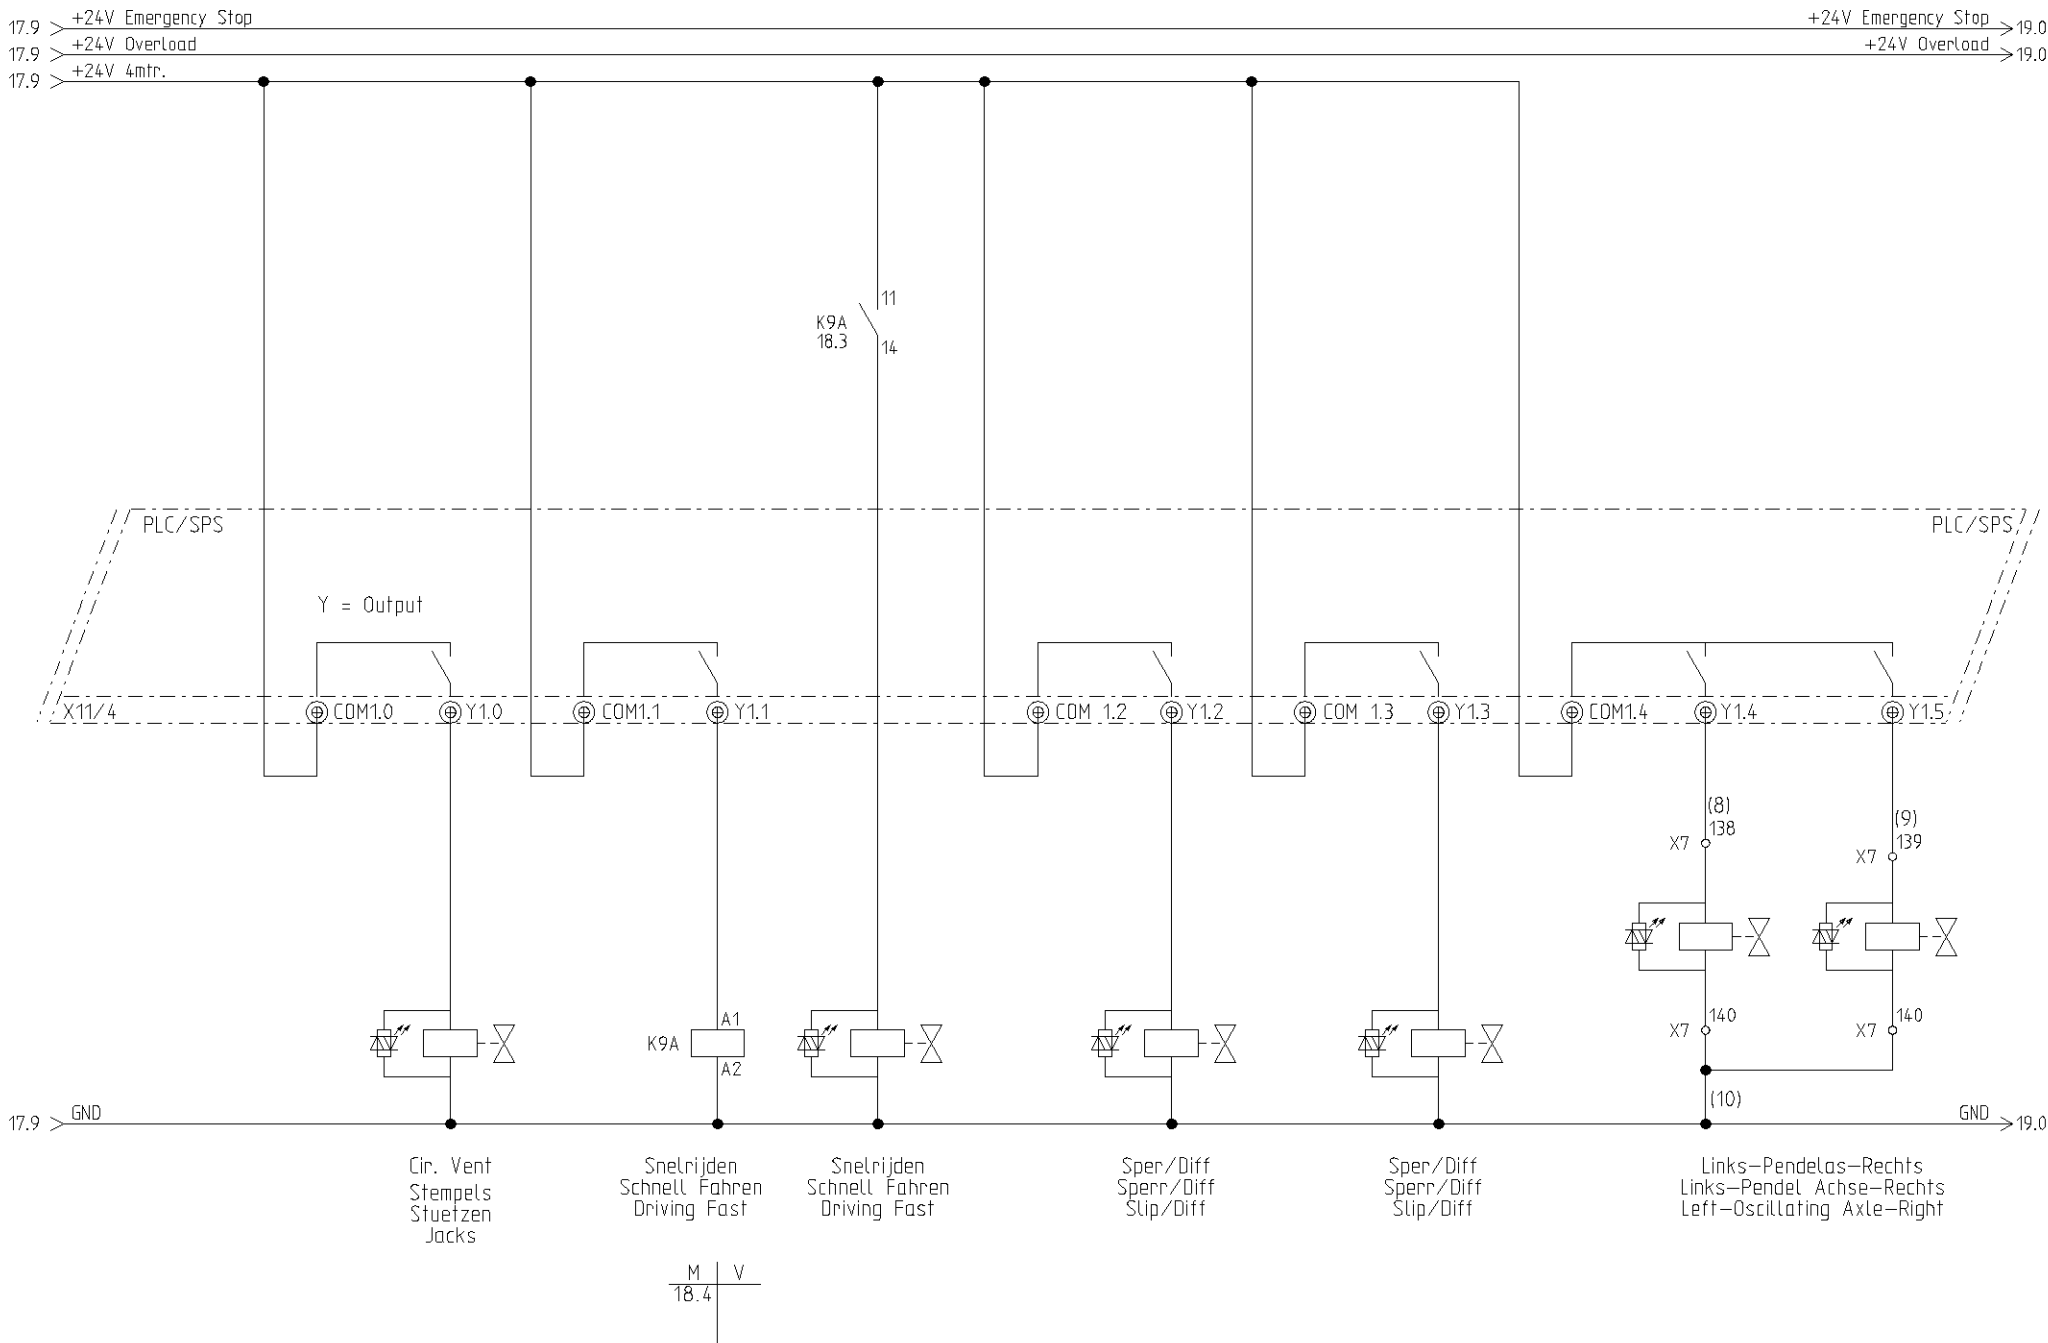 17.9 +24V Emergency Stop +24V Emergency Stop 19.0
17.9 +24V Overload +24V Overload 19.0
17.9 +24V 4mtr.
11
K9A
18.3
14
PLC/SPS PLC/SPS
Y = Output
X11/4 COM1.0 Y1.0 COM1.1 Y1.1 COM 1.2 Y1.2 COM 1.3 Y1.3 COM1.4 Y1.4 Y1.5
(8)
138
X7
(9)
139
X7
A1
K9A
A2
X7 140
X7 140
(10)
17.9 GND GND 19.0
Cir. Vent
Stempels
Stuetzen
Jacks
Snelrijden
Schnell Fahren
Driving Fast
Snelrijden
Schnell Fahren
Driving Fast
Sper/Diff
Sperr/Diff
Slip/Diff
Sper/Diff
Sperr/Diff
Slip/Diff
Links-Pendelas-Rechts
Links-Pendel Achse-Rechts
Left-Oscillating Axle-Right
M V
18.4